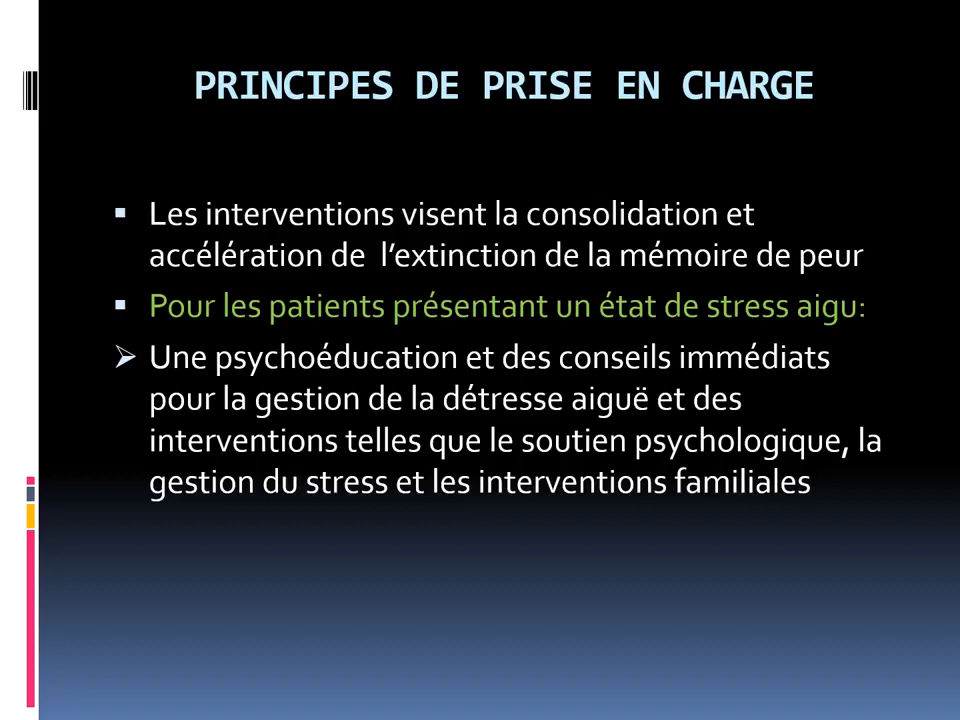 PRINCIPES DE PRISE EN CHARGE
▪ Les interventions visent la consolidation et
accélération de  l’extinction de la mémoire de peur
▪ Pour les patients présentant un état de stress aigu:
➢ Une psychoéducation et des conseils immédiats
pour la gestion de la détresse aiguë et des
interventions telles que le soutien psychologique, la
gestion du stress et les interventions familiales